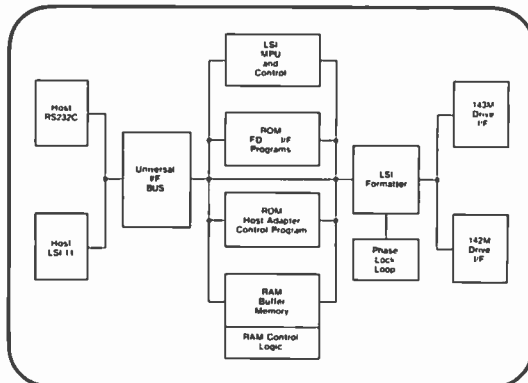 Host
RS232C
Host
LSI 11
Universal
I/F
BUS
LSI
MPU
and
Control
ROM
FD I/F
Programs
ROM
Host Adapter
Control Program
RAM
Buffer
Memory
RAM Control
Logic
LSI
Formatter
Phase
Lock
Loop
143M
Drive
I/F
142M
Drive
I/F